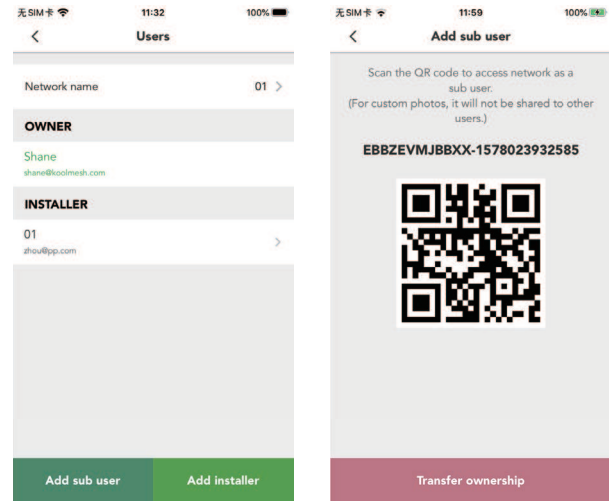 无SIM卡 11:32 100%
Users
Network name 01
OWNER
Shane
shane@koolmesh.com
INSTALLER
01
zhou@pp.com
Add sub user Add installer
无SIM卡 11:59 100%
Add sub user
Scan the QR code to access network as a
sub user.
(For custom photos, it will not be shared to other
users.)
EBBZEVMJBBXX-1578023932585
Transfer ownership